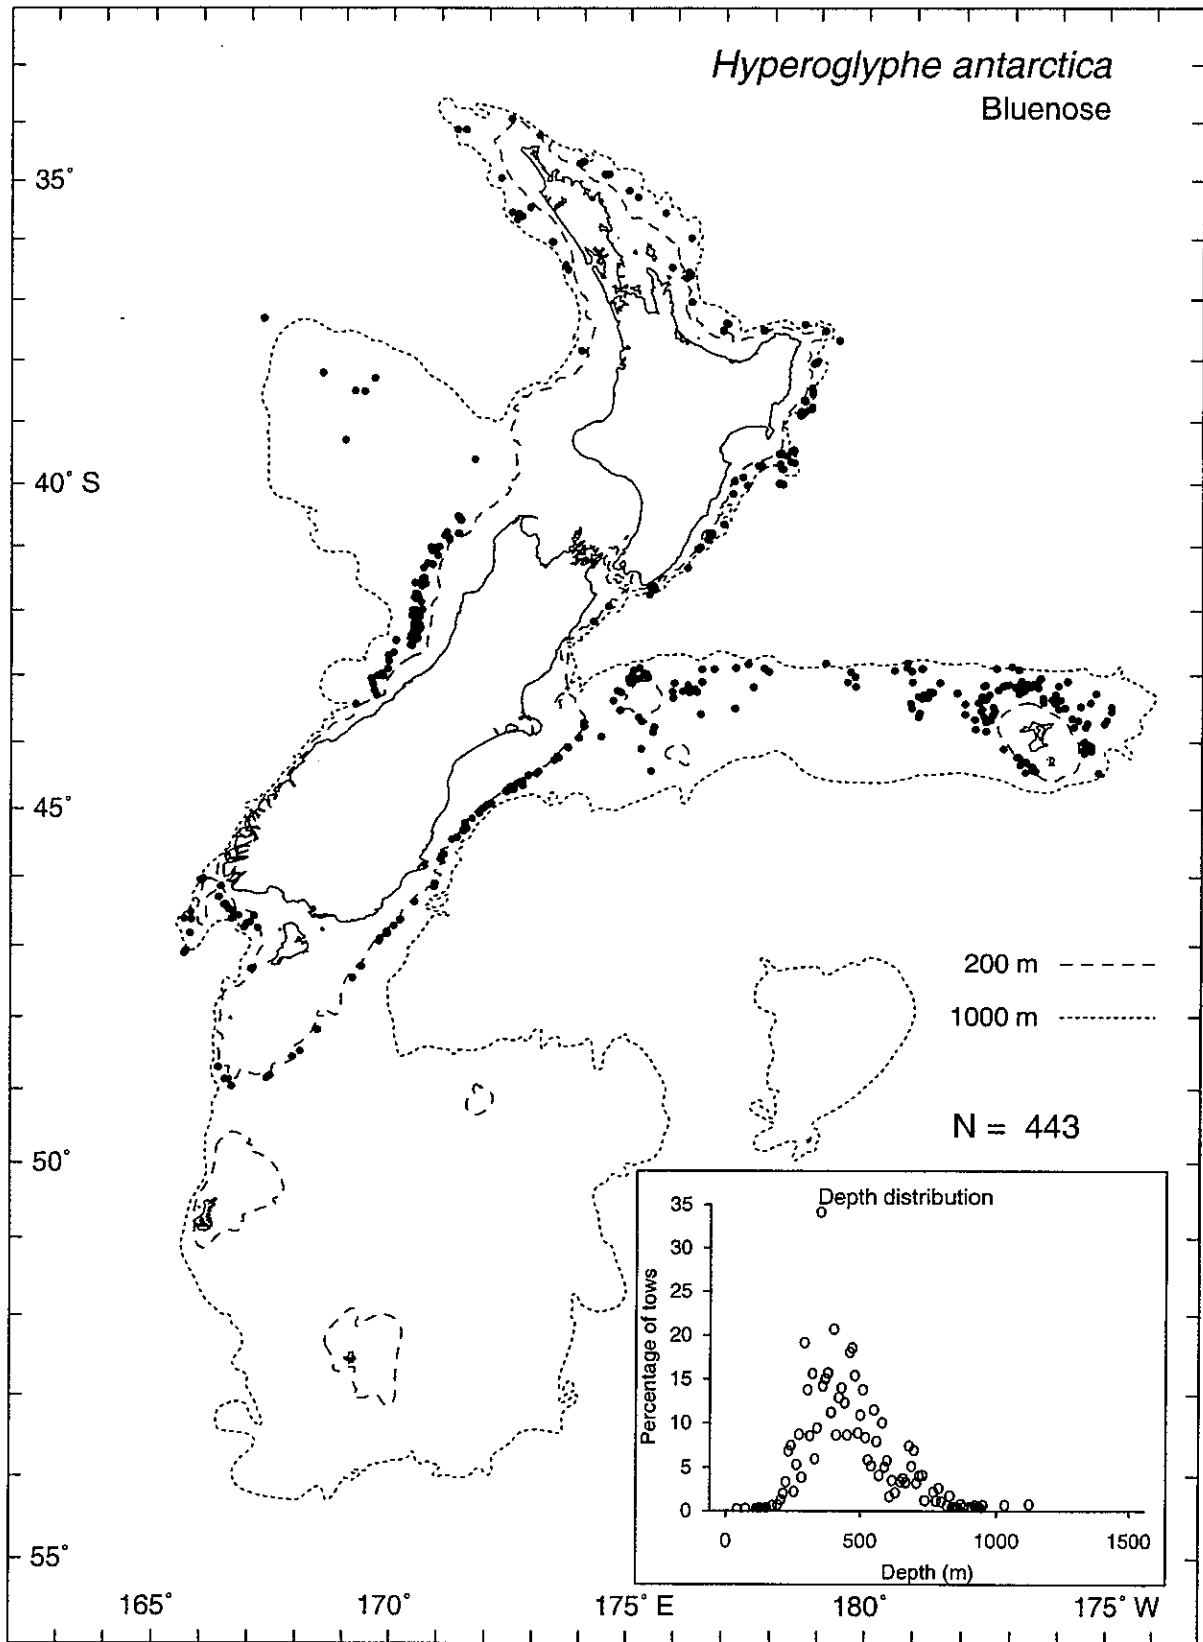 Hyperoglyphe antarctica
Bluenose
35°
40° S
45°
50°
55°
200 m
1000 m
N = 443
Depth distribution
Percentage of tows
35
30
25
20
15
10
5
0
0 500 1000 1500
Depth (m)
165° 170° 175° E 180° 175° W